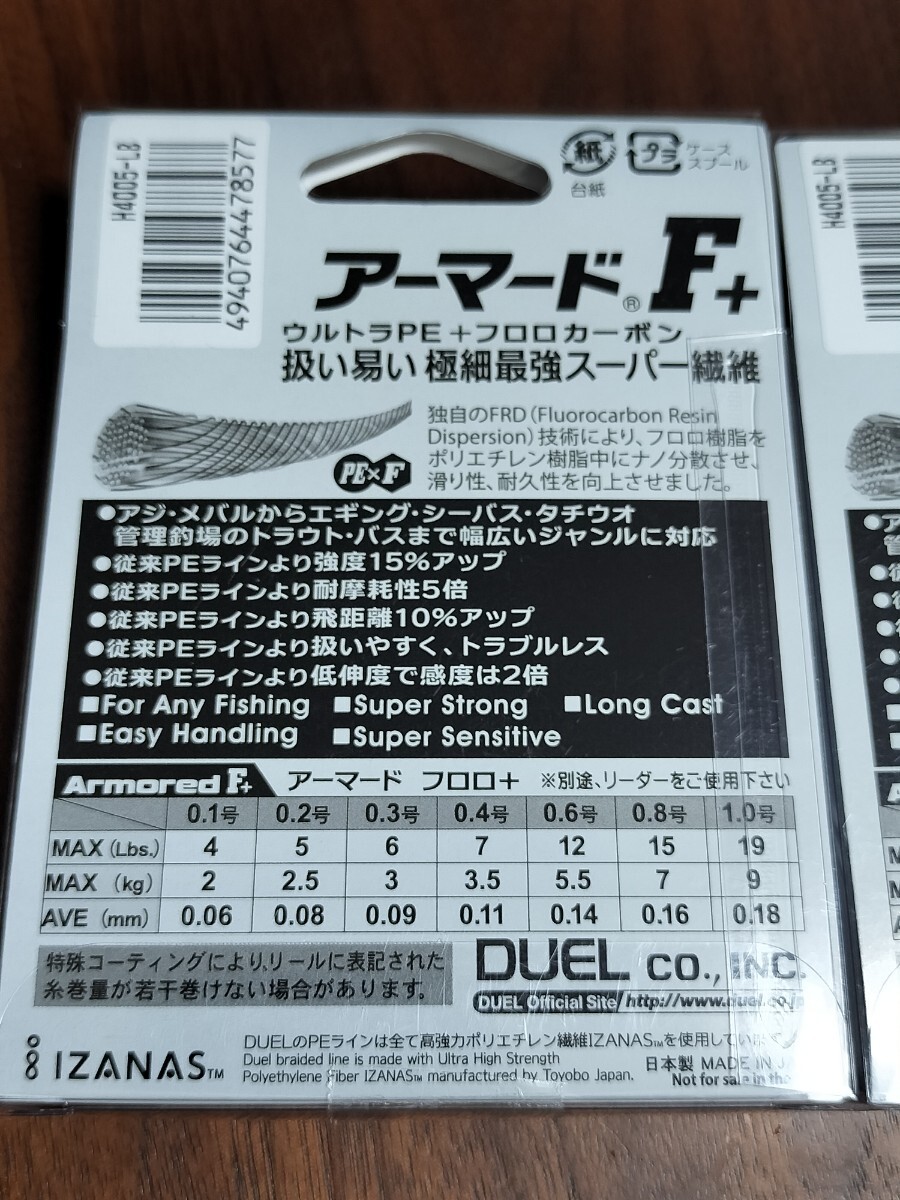 H4005-LB
4940764478577
紙
台紙
プラ
ケース
スプール
アーマード® F+
ウルトラPE+フロロカーボン
扱い易い 極細最強スーパー繊維
独自のFRD(Fluorocarbon Resin
Dispersion)技術により、フロロ樹脂を
ポリエチレン樹脂中にナノ分散させ、
滑り性、耐久性を向上させました。
PE×F
●アジ・メバルからエギング・シーバス・タチウオ
管理釣場のトラウト・バスまで幅広いジャンルに対応
●従来PEラインより強度15%アップ
●従来PEラインより耐摩耗性5倍
●従来PEラインより飛距離10%アップ
●従来PEラインより扱いやすく、トラブルレス
●従来PEラインより低伸度で感度は2倍
■For Any Fishing ■Super Strong ■Long Cast
■Easy Handling ■Super Sensitive
Armored F+ アーマード フロロ+ ※別途、リーダーをご使用下さい
0.1号 0.2号 0.3号 0.4号 0.6号 0.8号 1.0号
MAX (Lbs.) 4 5 6 7 12 15 19
MAX (kg) 2 2.5 3 3.5 5.5 7 9
AVE (mm) 0.06 0.08 0.09 0.11 0.14 0.16 0.18
特殊コーティングにより、リールに表記された
糸巻量が若干巻けない場合があります。
DUEL CO., INC.
DUEL Official Site http://www.duel.co.jp
IZANAS™
DUELのPEラインは全て高強力ポリエチレン繊維IZANAS™を使用しています
Duel braided line is made with Ultra High Strength
Polyethylene Fiber IZANAS™ manufactured by Toyobo Japan.
日本製 MADE IN J
Not for sale in the
H4005-LB